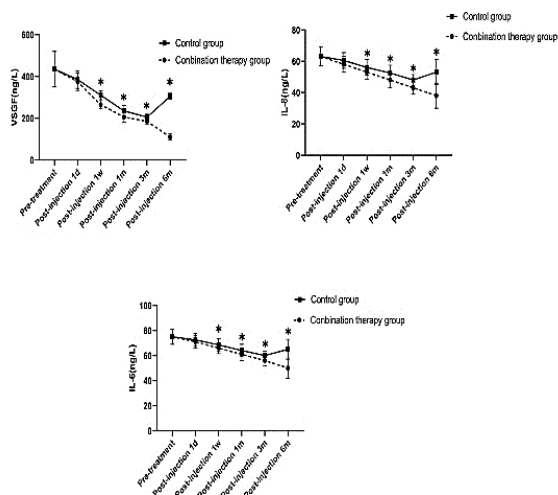 Control group
Conbination therapy group
VSGF(ng/L)
600
400
200
0
Pre-treatment
Post-injection 1d
Post-injection 1w
Post-injection 1m
Post-injection 3m
Post-injection 6m
* * * *
Control group
Conbination therapy group
IL-8(ng/L)
80
60
40
20
0
Pre-treatment
Post-injection 1d
Post-injection 1w
Post-injection 1m
Post-injection 3m
Post-injection 6m
* * * *
Control group
Conbination therapy group
IL-6(ng/L)
100
80
60
40
20
0
Pre-treatment
Post-injection 1d
Post-injection 1w
Post-injection 1m
Post-injection 3m
Post-injection 6m
* * * *